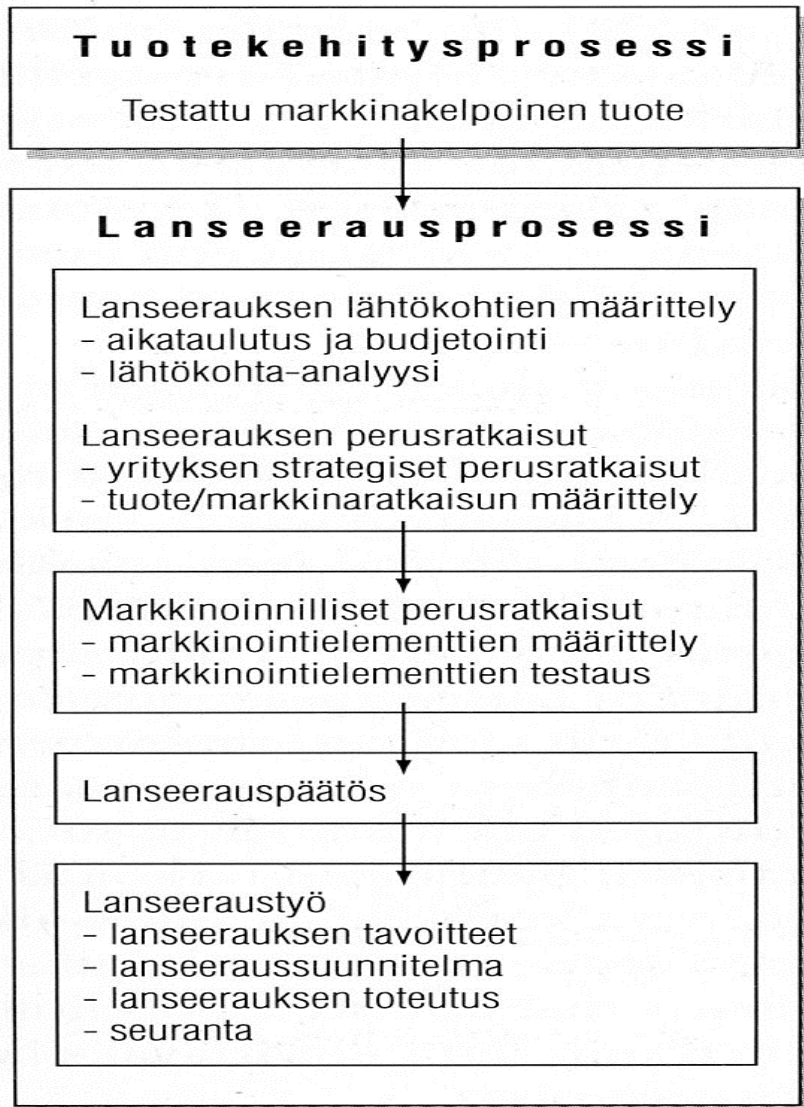 Tuotekehitysprosessi
Testattu markkinakelpoinen tuote
Lanseerausprosessi
Lanseerauksen lähtökohtien määrittely
- aikataulutus ja budjetointi
- lähtökohta-analyysi
Lanseerauksen perusratkaisut
- yrityksen strategiset perusratkaisut
- tuote/markkinaratkaisun määrittely
Markkinoinnilliset perusratkaisut
- markkinointielementtien määrittely
- markkinointielementtien testaus
Lanseerauspäätös
Lanseeraustyö
- lanseerauksen tavoitteet
- lanseeraussuunnitelma
- lanseerauksen toteutus
- seuranta